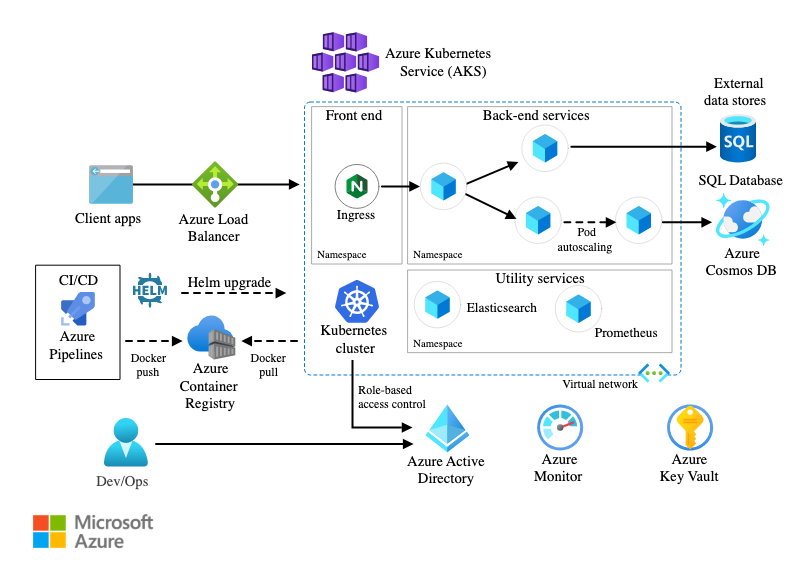 Azure Kubernetes
Service (AKS)
External
data stores
Front end
Back-end services
SQL
SQL Database
Client apps
Azure Load
Balancer
Ingress
Namespace
Namespace
Pod
autoscaling
Azure
Cosmos DB
CI/CD
Azure
Pipelines
HELM
Helm upgrade
Docker
push
Azure
Container
Registry
Docker
pull
Kubernetes
cluster
Utility services
Elasticsearch
Prometheus
Namespace
Virtual network
Role-based
access control
Dev/Ops
Azure Active
Directory
Azure
Monitor
Azure
Key Vault
Microsoft
Azure